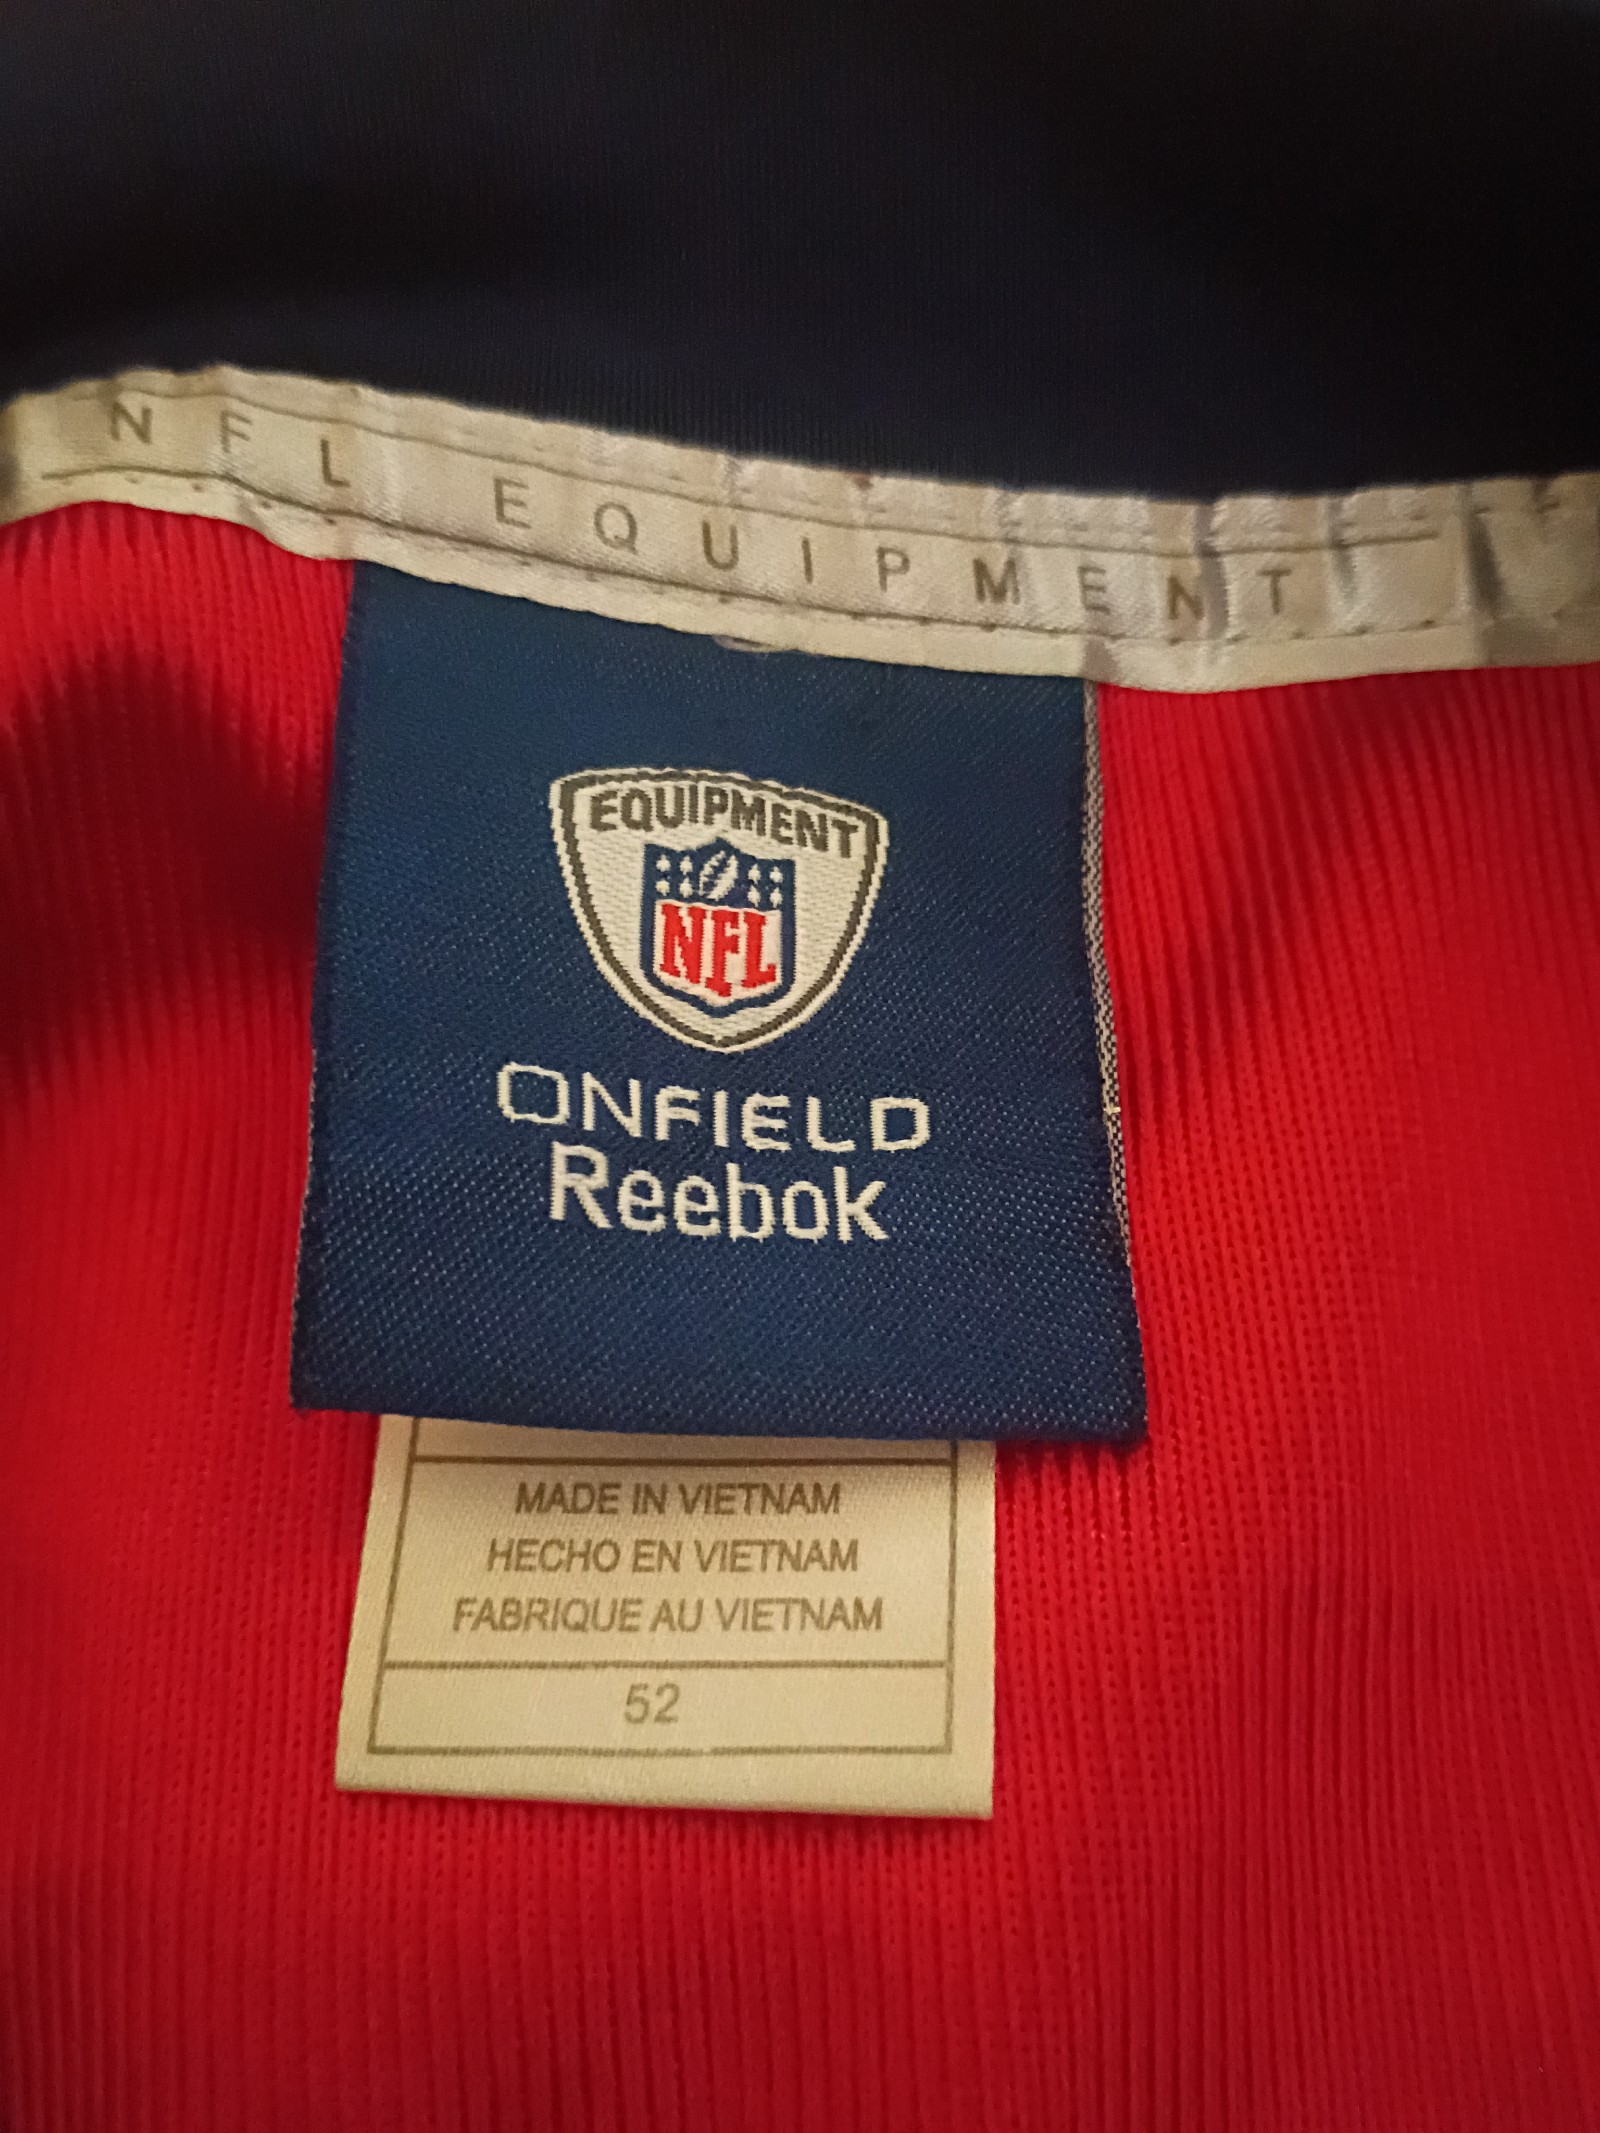 NFL EQUIPMENT
EQUIPMENT
NFL
ONFIELD
Reebok
MADE IN VIETNAM
HECHO EN VIETNAM
FABRIQUE AU VIETNAM
52